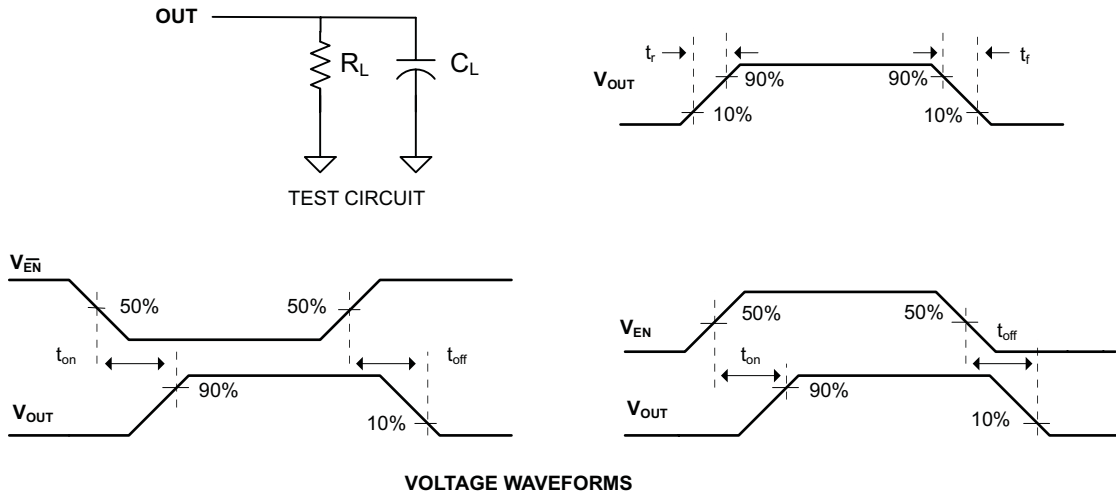 OUT
R_L
C_L
TEST CIRCUIT
t_r
t_f
V_OUT
90%
90%
10%
10%
V_E̅N̅
50%
50%
t_on
t_off
90%
V_OUT
10%
V_EN
50%
50%
t_on
t_off
90%
V_OUT
10%
VOLTAGE WAVEFORMS